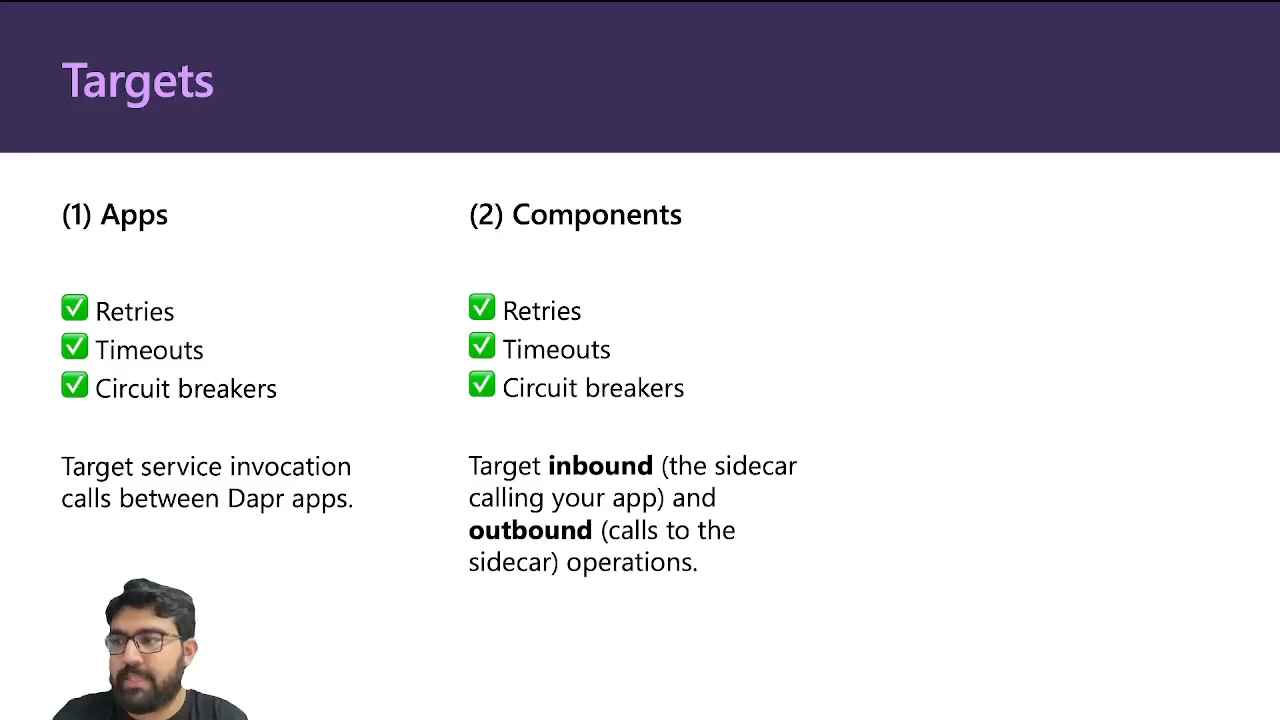 Targets
(1) Apps
✅ Retries
✅ Timeouts
✅ Circuit breakers
Target service invocation
calls between Dapr apps.
(2) Components
✅ Retries
✅ Timeouts
✅ Circuit breakers
Target inbound (the sidecar
calling your app) and
outbound (calls to the
sidecar) operations.